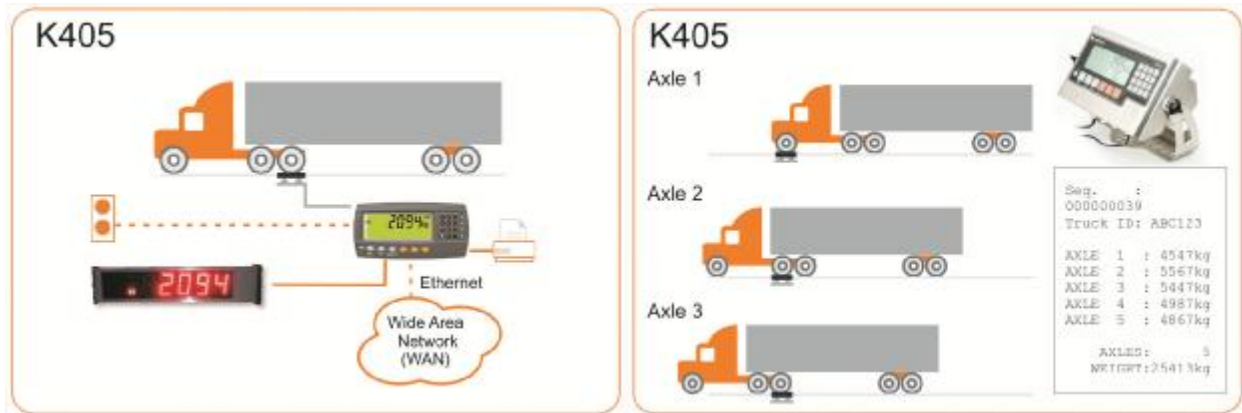 K405
2094
2094
Ethernet
Wide Area
Network
(WAN)
K405
Axle 1
Axle 2
Axle 3
Seq. :
000000039
Truck ID: ABC123
AXLE 1 : 4547kg
AXLE 2 : 5567kg
AXLE 3 : 5447kg
AXLE 4 : 4987kg
AXLE 5 : 4867kg
AXLES: 5
WEIGHT:25413kg